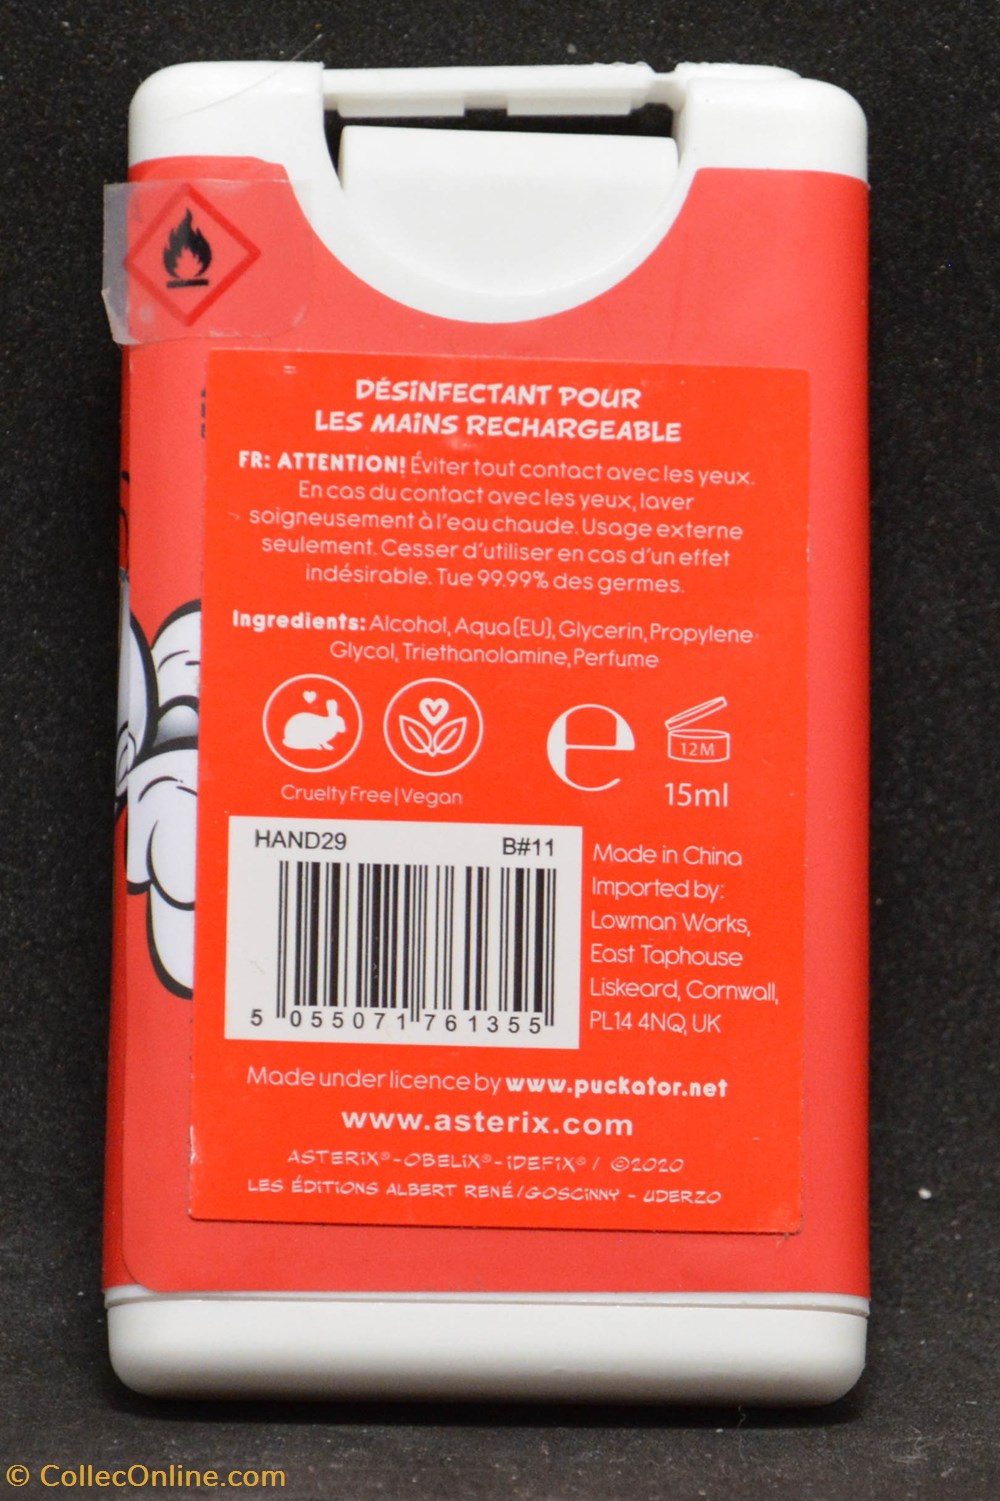 DÉSINFECTANT POUR
LES MAINS RECHARGEABLE
FR: ATTENTION! Éviter tout contact avec les yeux.
En cas du contact avec les yeux, laver
soigneusement à l'eau chaude. Usage externe
seulement. Cesser d'utiliser en cas d'un effet
indésirable. Tue 99.99% des germes.
Ingredients: Alcohol, Aqua (EU), Glycerin, Propylene
Glycol, Triethanolamine, Perfume
e
12M
15ml
Cruelty Free | Vegan
HAND29 B#11
5 055071 761355
Made in China
Imported by:
Lowman Works,
East Taphouse
Liskeard, Cornwall,
PL14 4NQ, UK
Made under licence by www.puckator.net
www.asterix.com
ASTERIX®-OBELIX®-IDEFIX® / ©2020
LES ÉDITIONS ALBERT RENÉ/GOSCINNY - UDERZO
© CollecOnline.com